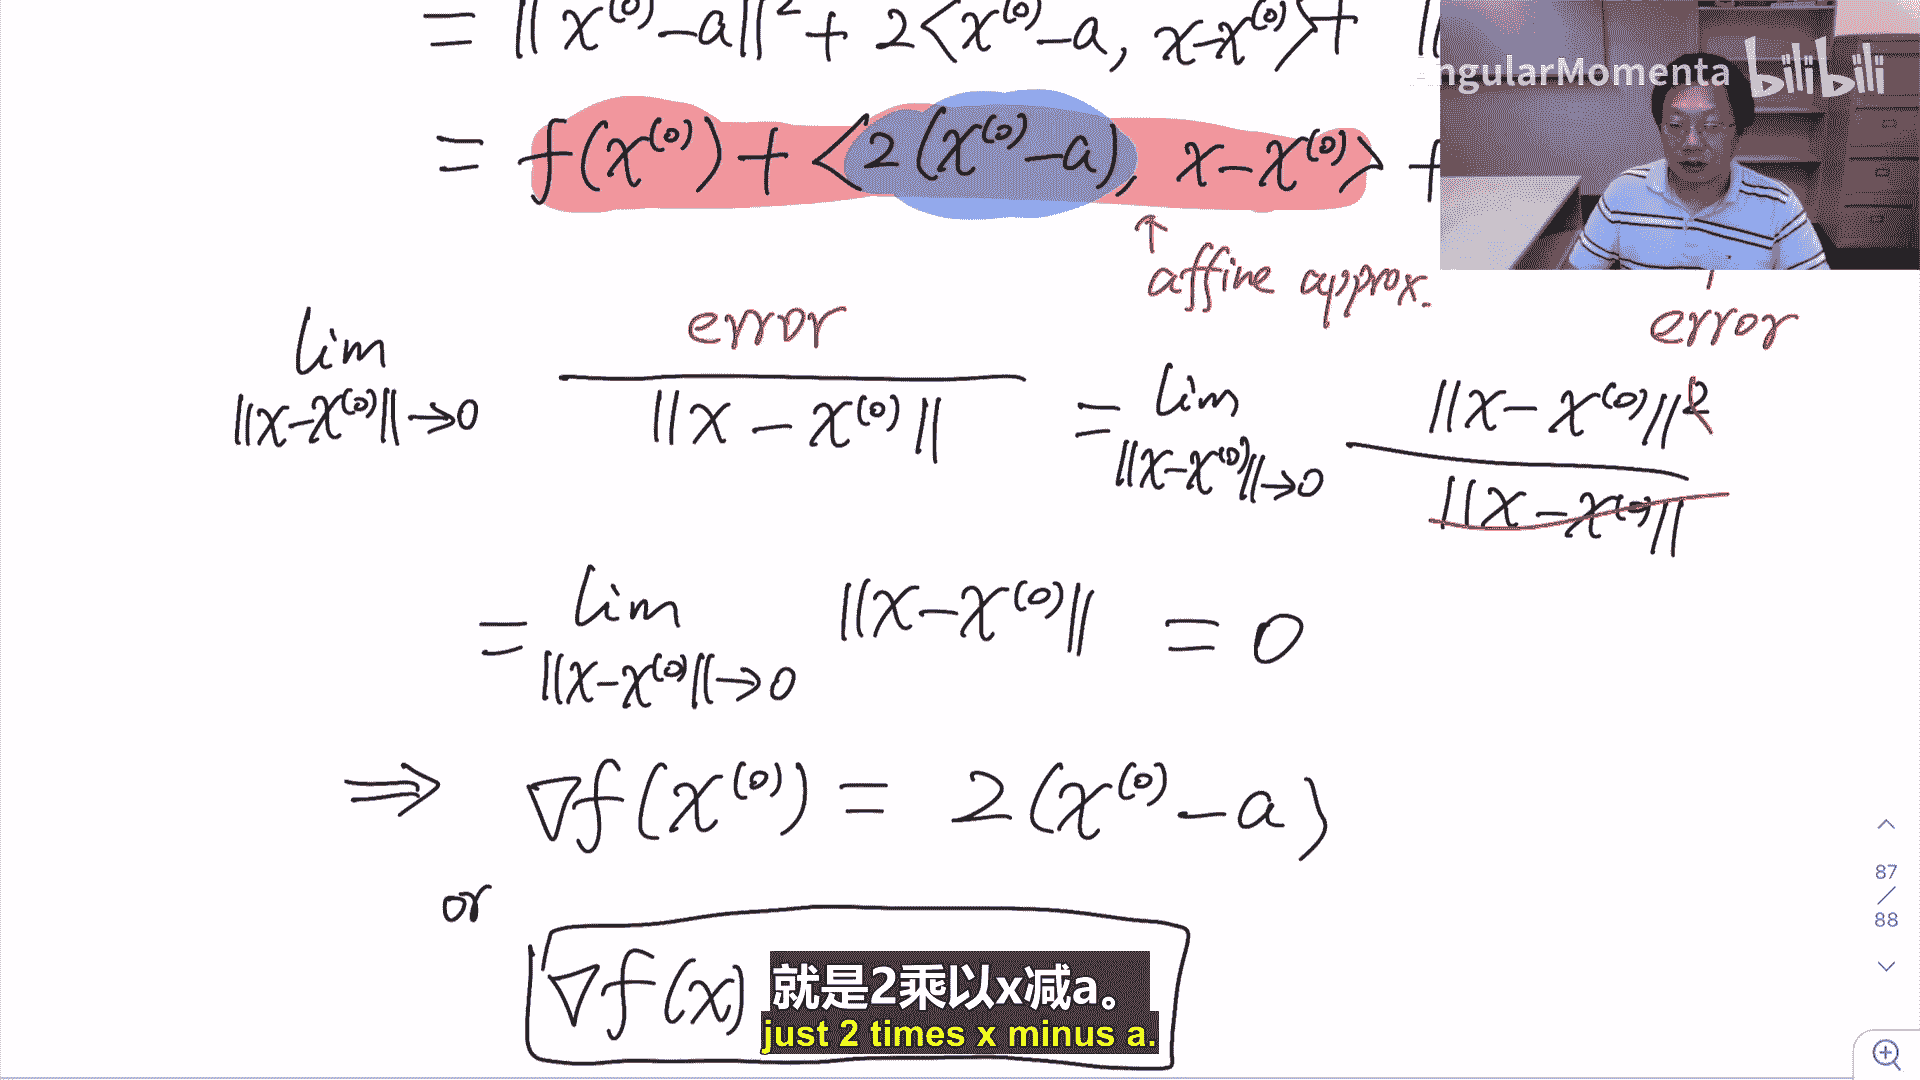 = ‖x⁽⁰⁾-a‖² + 2⟨x⁽⁰⁾-a, x-x⁽⁰⁾⟩ +
ngularMomenta bilibili
= f(x⁽⁰⁾) + ⟨2(x⁽⁰⁾-a), x-x⁽⁰⁾⟩ +
↑
affine approx.
error
lim error
‖x-x⁽⁰⁾‖→0 ‖x-x⁽⁰⁾‖
= lim ‖x-x⁽⁰⁾‖²
‖x-x⁽⁰⁾‖→0 ‖x-x⁽⁰⁾‖
= lim ‖x-x⁽⁰⁾‖ = 0
‖x-x⁽⁰⁾‖→0
⇒ ∇f(x⁽⁰⁾) = 2(x⁽⁰⁾-a)
or
∇f(x)
就是2乘以x减a。
just 2 times x minus a.
87
/
88